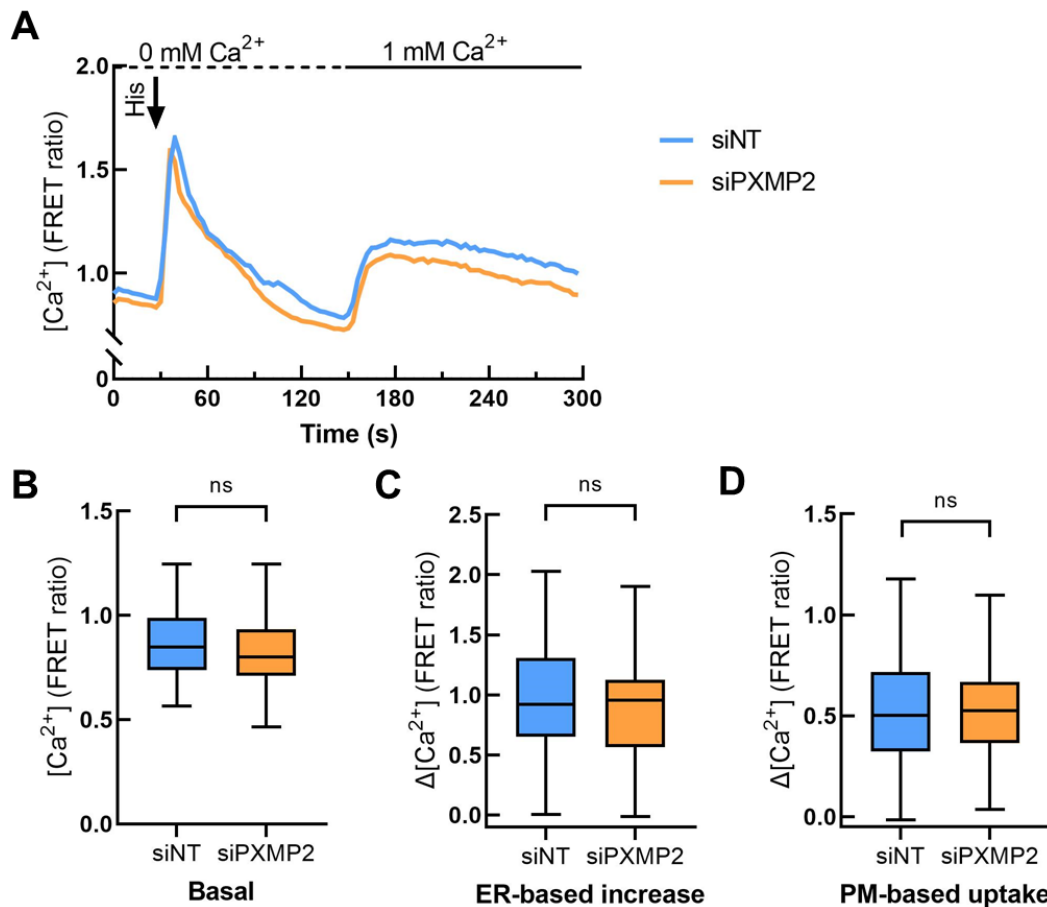 A
0 mM Ca2+ 1 mM Ca2+
2.0
His
1.5
1.0
0
[Ca2+] (FRET ratio)
0 60 120 180 240 300
Time (s)
siNT
siPXMP2
B
ns
1.5
1.0
0.5
0.0
[Ca2+] (FRET ratio)
siNT siPXMP2
Basal
C
ns
2.5
2.0
1.5
1.0
0.5
0.0
Δ[Ca2+] (FRET ratio)
siNT siPXMP2
ER-based increase
D
ns
1.5
1.0
0.5
0.0
Δ[Ca2+] (FRET ratio)
siNT siPXMP2
PM-based uptake